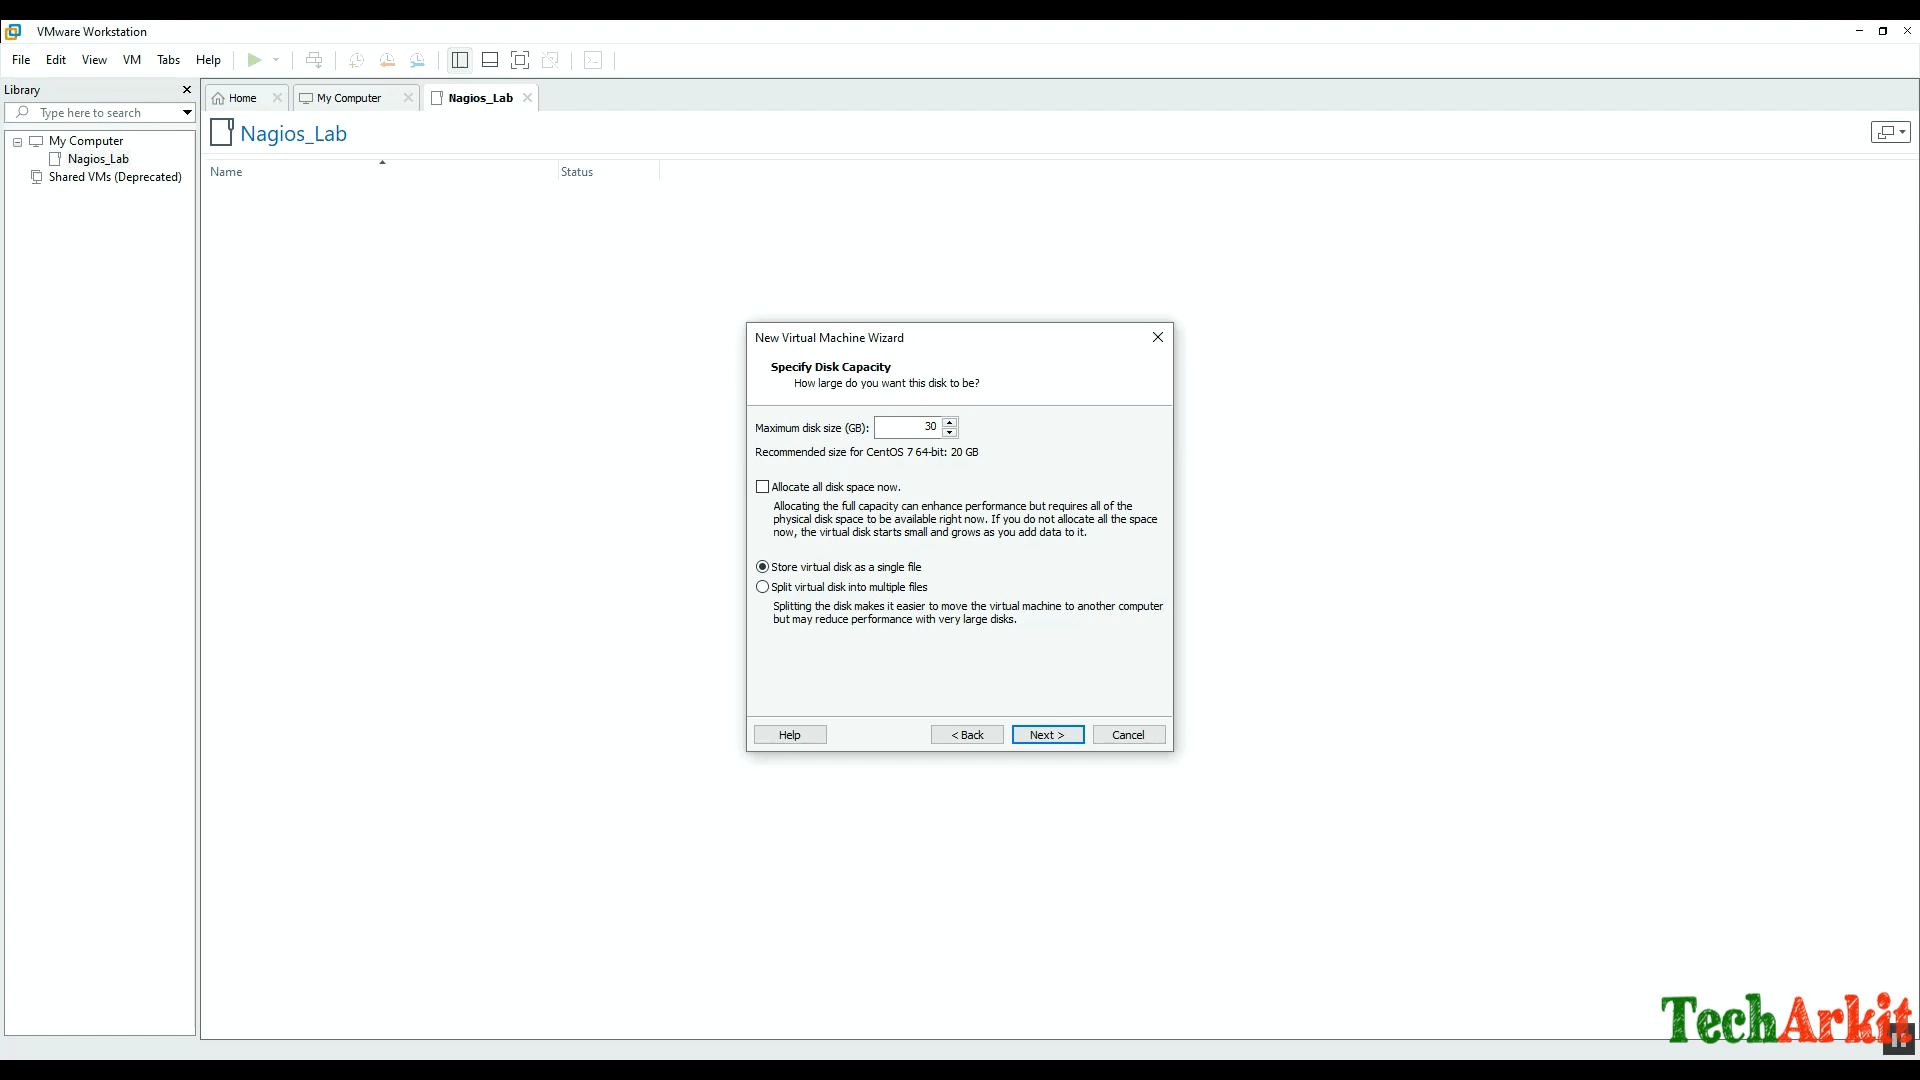 VMware Workstation
File Edit View VM Tabs Help
Library
Type here to search
My Computer
Nagios_Lab
Shared VMs (Deprecated)
Home My Computer Nagios_Lab
Nagios_Lab
Name Status
New Virtual Machine Wizard
Specify Disk Capacity
How large do you want this disk to be?
Maximum disk size (GB): 30
Recommended size for CentOS 7 64-bit: 20 GB
Allocate all disk space now.
Allocating the full capacity can enhance performance but requires all of the
physical disk space to be available right now. If you do not allocate all the space
now, the virtual disk starts small and grows as you add data to it.
Store virtual disk as a single file
Split virtual disk into multiple files
Splitting the disk makes it easier to move the virtual machine to another computer
but may reduce performance with very large disks.
Help < Back Next > Cancel
TechArkit